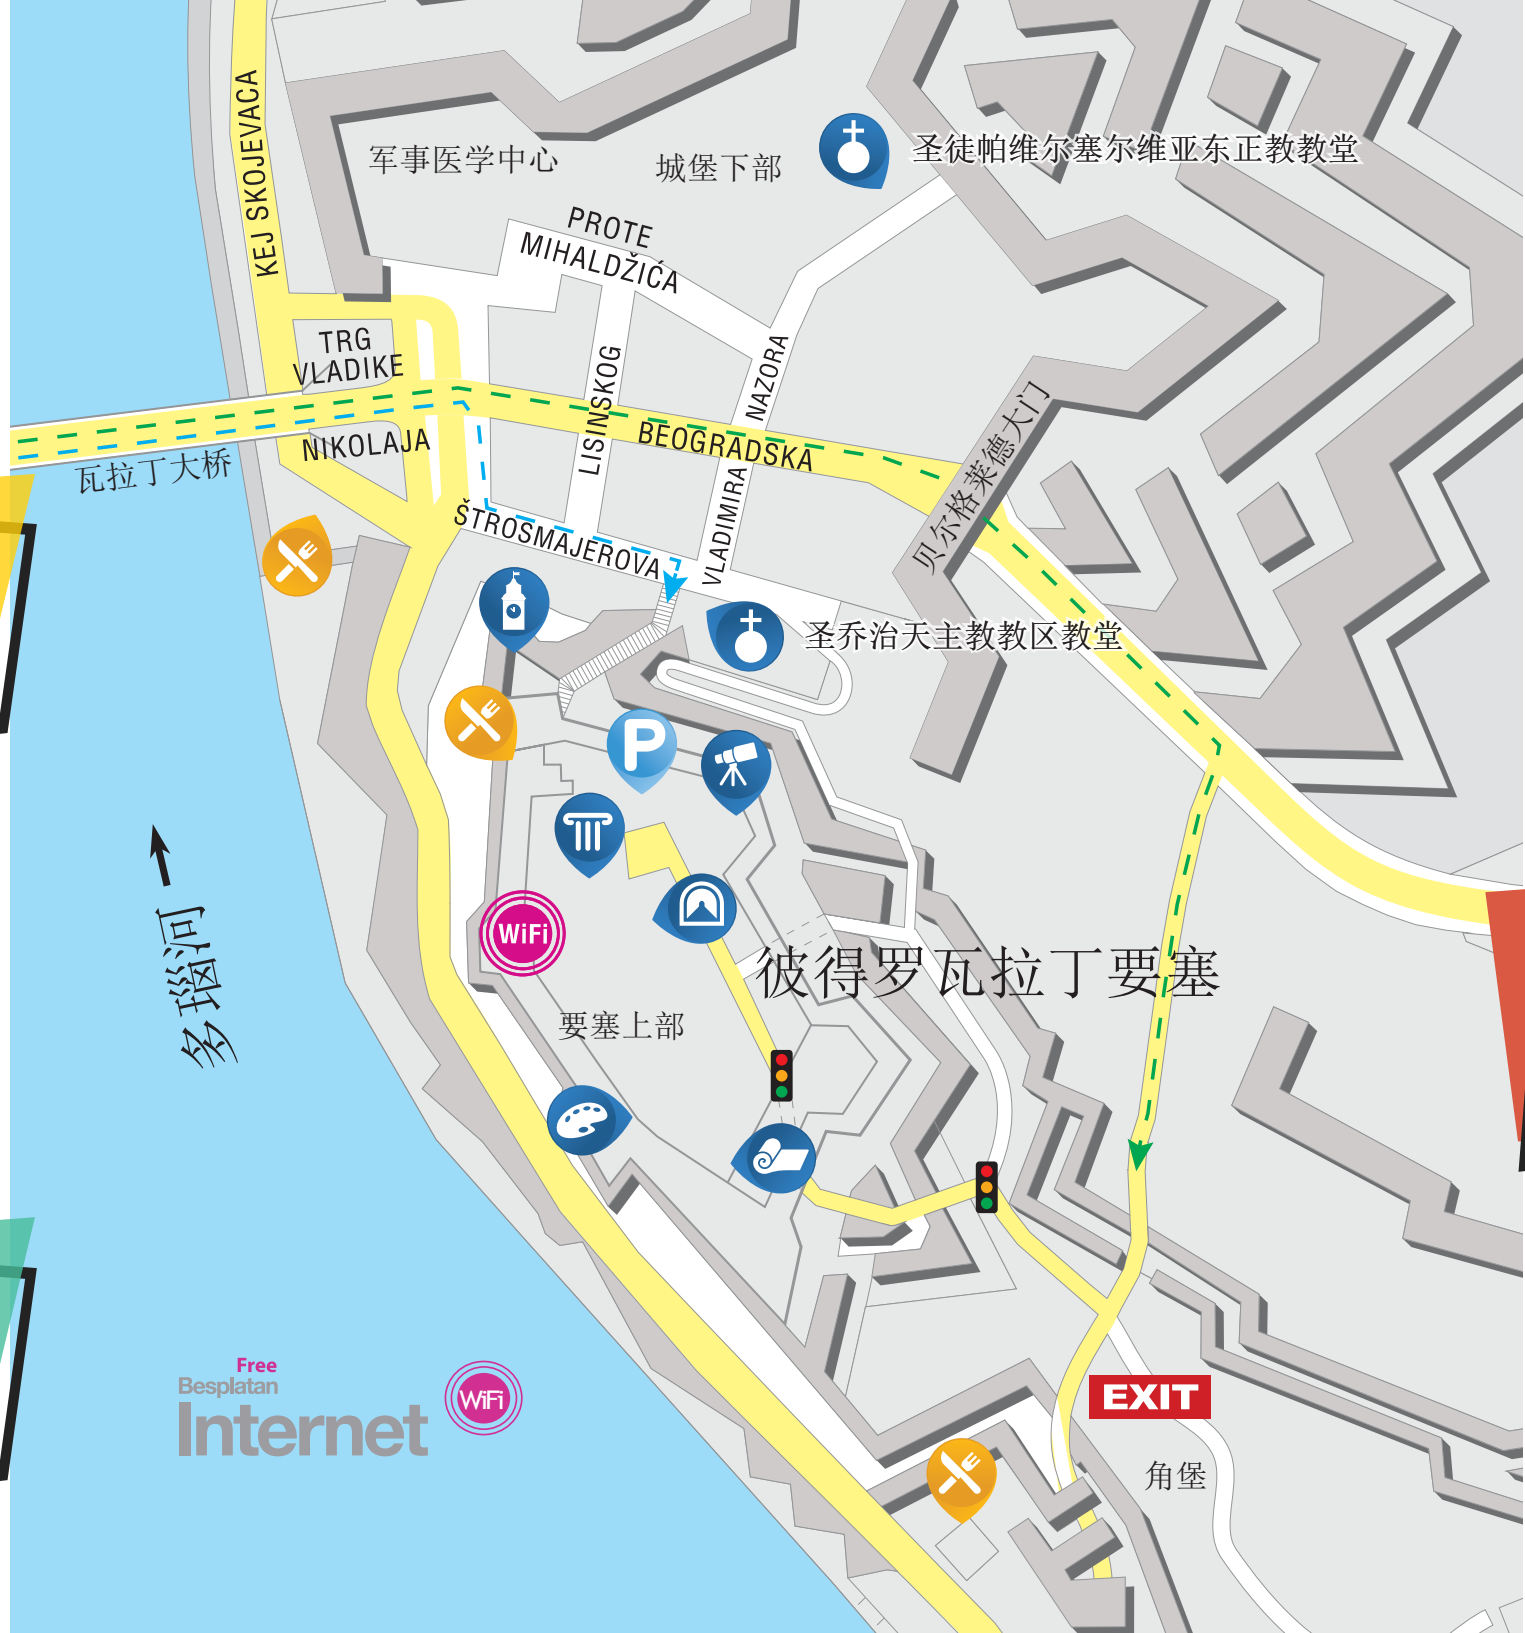 KEJ SKOJEVACA
军事医学中心
城堡下部
圣徒帕维尔塞尔维亚东正教教堂
PROTE
MIHALDŽIĆA
TRG
VLADIKE
NIKOLAJA
LISINSKOG
NAZORA
VLADIMIRA
BEOGRADSKA
贝尔格莱德大门
瓦拉丁大桥
ŠTROSMAJEROVA
圣乔治天主教教区教堂
P
WiFi
彼得罗瓦拉丁要塞
要塞上部
多瑙河
Free
Besplatan
Internet
WiFi
EXIT
角堡